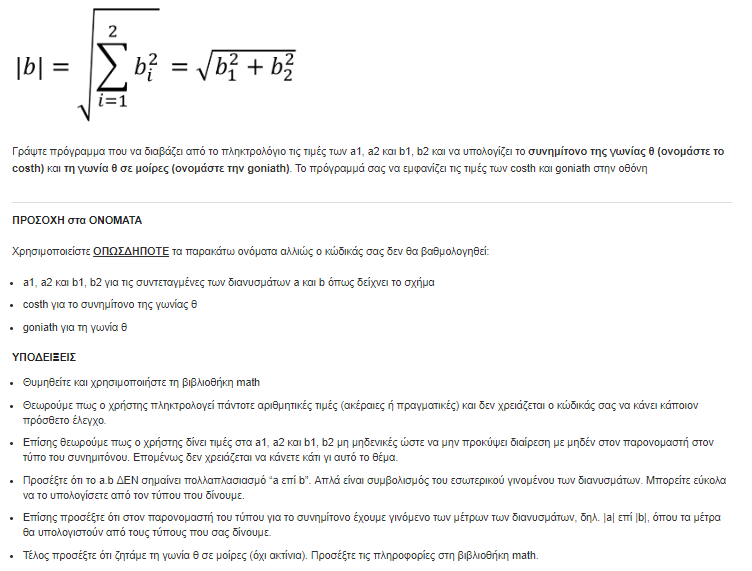 |b| = √∑_{i=1}^{2} b_i^2 = √b_1^2 + b_2^2
Γράψτε πρόγραμμα που να διαβάζει από το πληκτρολόγιο τις τιμές των a1, a2 και b1, b2 και να υπολογίζει το συνημίτονο της γωνίας θ (ονομάστε το
costh) και τη γωνία θ σε μοίρες (ονομάστε την goniath). Το πρόγραμμά σας να εμφανίζει τις τιμές των costh και goniath στην οθόνη
ΠΡΟΣΟΧΗ στα ΟΝΟΜΑΤΑ
Χρησιμοποιείστε ΟΠΩΣΔΗΠΟΤΕ τα παρακάτω ονόματα αλλιώς ο κώδικάς σας δεν θα βαθμολογηθεί:
• a1, a2 και b1, b2 για τις συντεταγμένες των διανυσμάτων a και b όπως δείχνει το σχήμα
• costh για το συνημίτονο της γωνίας θ
• goniath για τη γωνία θ
ΥΠΟΔΕΙΞΕΙΣ
• Θυμηθείτε και χρησιμοποιήστε τη βιβλιοθήκη math
• Θεωρούμε πως ο χρήστης πληκτρολογεί πάντοτε αριθμητικές τιμές (ακέραιες ή πραγματικές) και δεν χρειάζεται ο κώδικάς σας να κάνει κάποιον
πρόσθετο έλεγχο.
• Επίσης θεωρούμε πως ο χρήστης δίνει τιμές στα a1, a2 και b1, b2 μη μηδενικές ώστε να μην προκύψει διαίρεση με μηδέν στον παρονομαστή στον
τύπο του συνημιτόνου. Επομένως δεν χρειάζεται να κάνετε κάτι γι αυτό το θέμα.
• Προσέξτε ότι το a.b ΔΕΝ σημαίνει πολλαπλασιασμό "a επί b". Απλά είναι συμβολισμός του εσωτερικού γινομένου των διανυσμάτων. Μπορείτε εύκολα
να το υπολογίσετε από τον τύπου που δίνουμε.
• Επίσης προσέξτε ότι στον παρονομαστή του τύπου για το συνημίτονο έχουμε γινόμενο των μέτρων των διανυσμάτων, δηλ. |a| επί |b|, όπου τα μέτρα
θα υπολογιστούν από τους τύπους που σας δίνουμε.
• Τέλος προσέξτε ότι ζητάμε τη γωνία θ σε μοίρες (όχι ακτίνια). Προσέξτε τις πληροφορίες στη βιβλιοθήκη math.